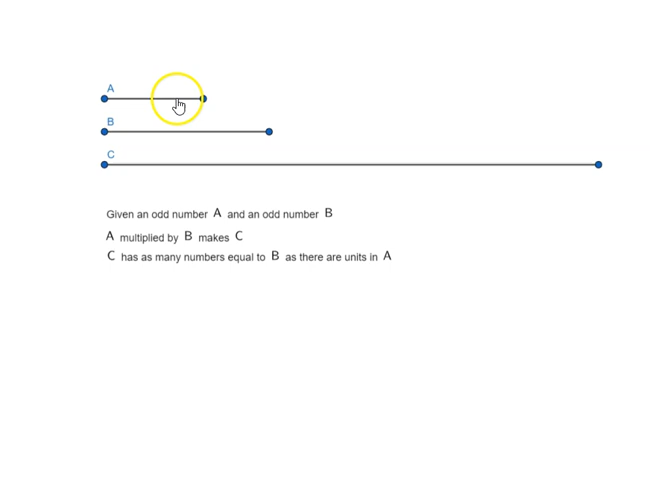 A
B
C
Given an odd number A and an odd number B
A multiplied by B makes C
C has as many numbers equal to B as there are units in A